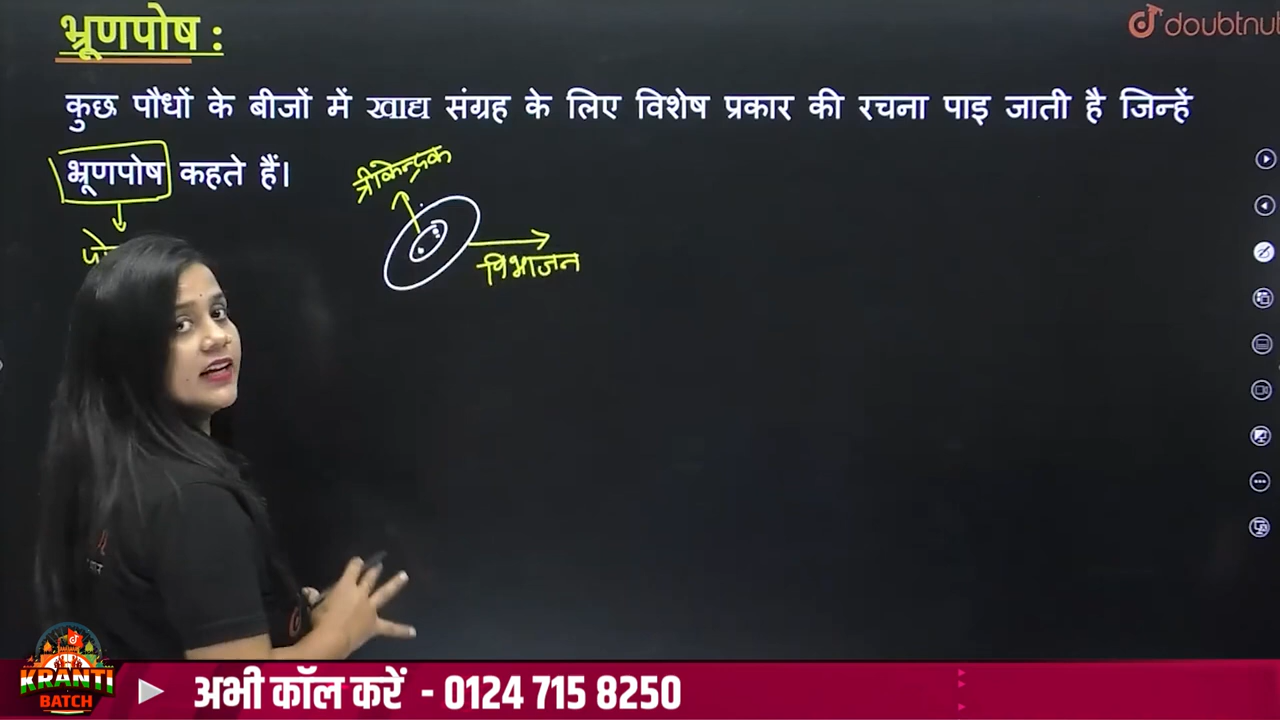 भ्रूणपोष :
doubtnut
कुछ पौधों के बीजों में खाद्य संग्रह के लिए विशेष प्रकार की रचना पाइ जाती है जिन्हें
भ्रूणपोष कहते हैं।
त्रीकेन्द्रक
विभाजन
KRANTI
BATCH
अभी कॉल करें - 0124 715 8250